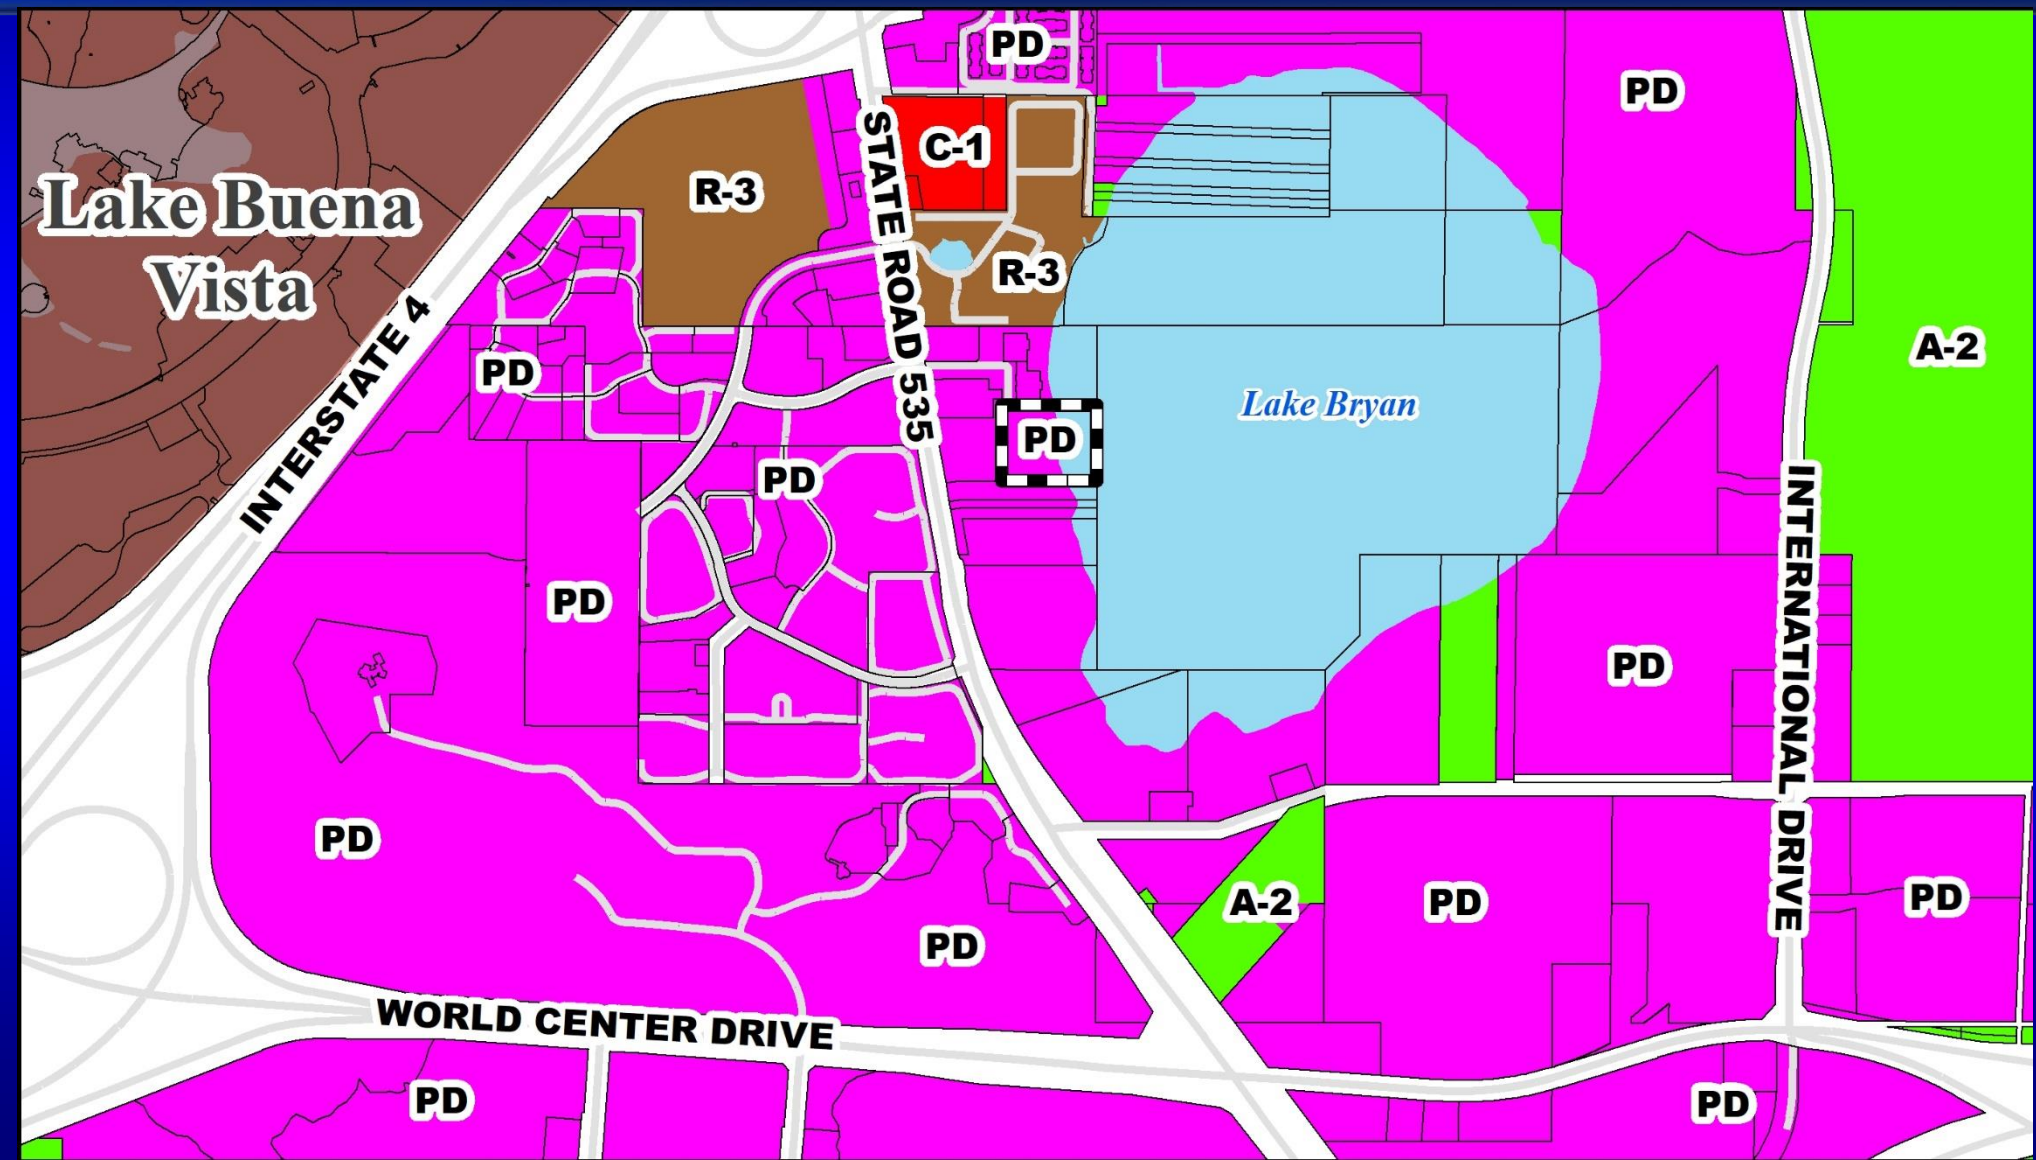 PD
PD
C-1
R-3
Lake Buena
Vista
R-3
STATE ROAD 535
INTERSTATE 4
A-2
PD
Lake Bryan
PD
PD
PD
PD
INTERNATIONAL DRIVE
PD
PD
A-2
PD
PD
PD
WORLD CENTER DRIVE
PD
PD